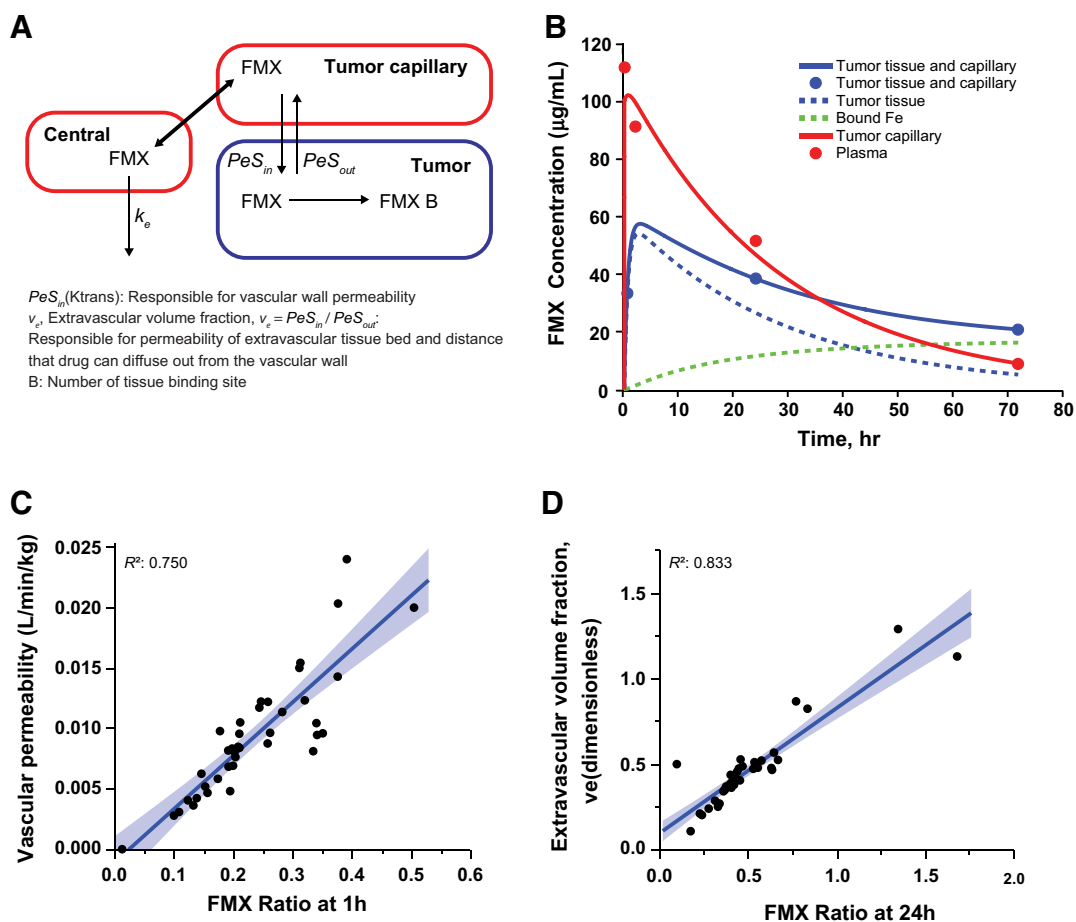 A
FMX
Tumor capillary
Central
FMX
PeS_in
PeS_out
Tumor
FMX
FMX B
k_e
PeS_in(Ktrans): Responsible for vascular wall permeability
v_e, Extravascular volume fraction, v_e = PeS_in / PeS_out:
Responsible for permeability of extravascular tissue bed and distance
that drug can diffuse out from the vascular wall
B: Number of tissue binding site
B
FMX Concentration (µg/mL)
120
100
80
60
40
20
0
Tumor tissue and capillary
Tumor tissue and capillary
Tumor tissue
Bound Fe
Tumor capillary
Plasma
0 10 20 30 40 50 60 70 80
Time, hr
C
Vascular permeability (L/min/kg)
R²: 0.750
0.025
0.020
0.015
0.010
0.005
0.000
0.0 0.1 0.2 0.3 0.4 0.5 0.6
FMX Ratio at 1h
D
Extravascular volume fraction,
ve(dimensionless)
R²: 0.833
1.5
1.0
0.5
0.0
0.0 0.5 1.0 1.5 2.0
FMX Ratio at 24h